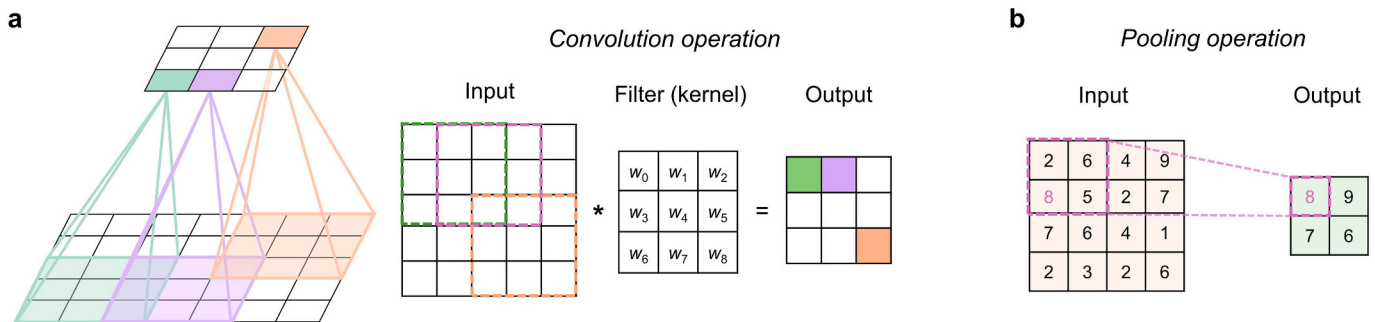 a
Convolution operation
Input
Filter (kernel)
Output
w0 w1 w2
w3 w4 w5
w6 w7 w8
*
=
b
Pooling operation
Input
Output
2 6 4 9
8 5 2 7
7 6 4 1
2 3 2 6
8 9
7 6